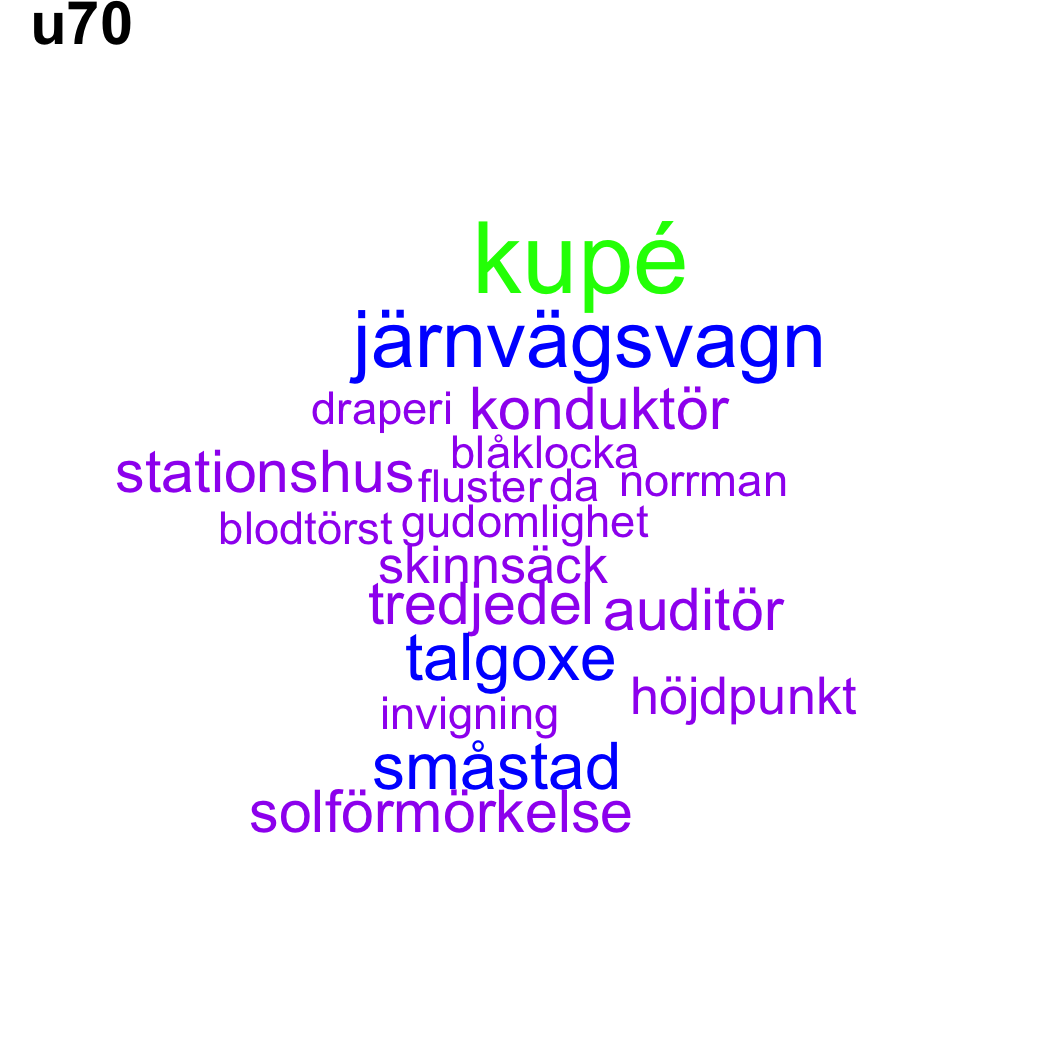 u70
kupé
järnvägsvagn
draperi konduktör
blåklocka
stationshus fluster da norrman
blodtörst gudomlighet
skinnsäck
tredjedel auditör
talgoxe
höjdpunkt
invigning
småstad
solförmörkelse